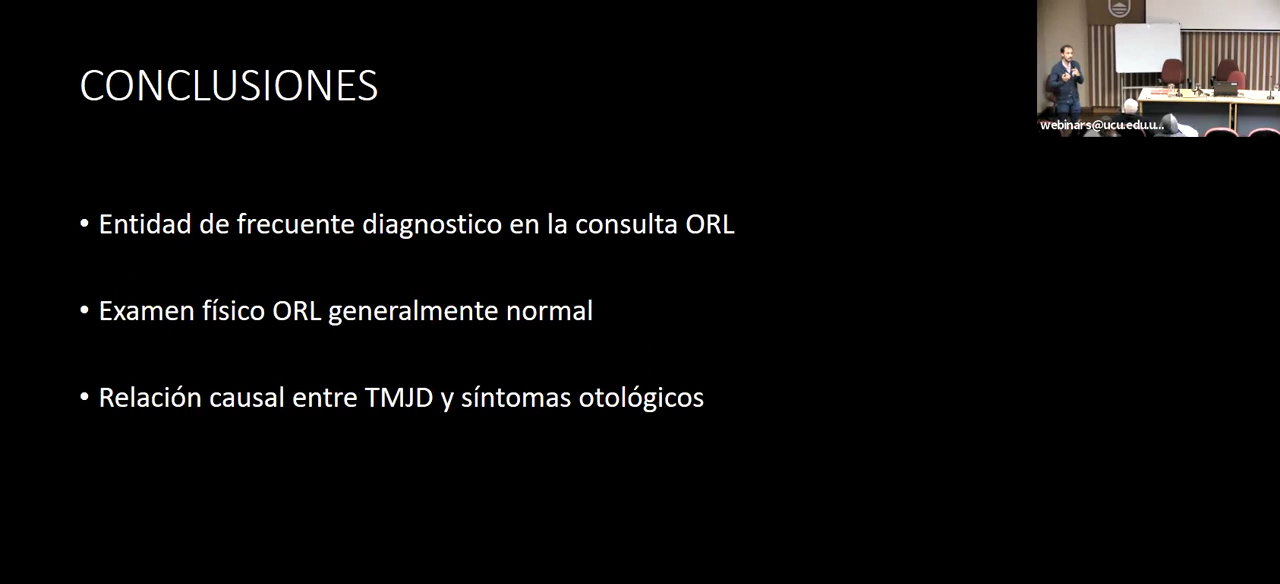 CONCLUSIONES
webinars@ucu.edu.u...
• Entidad de frecuente diagnostico en la consulta ORL
• Examen físico ORL generalmente normal
• Relación causal entre TMJD y síntomas otológicos